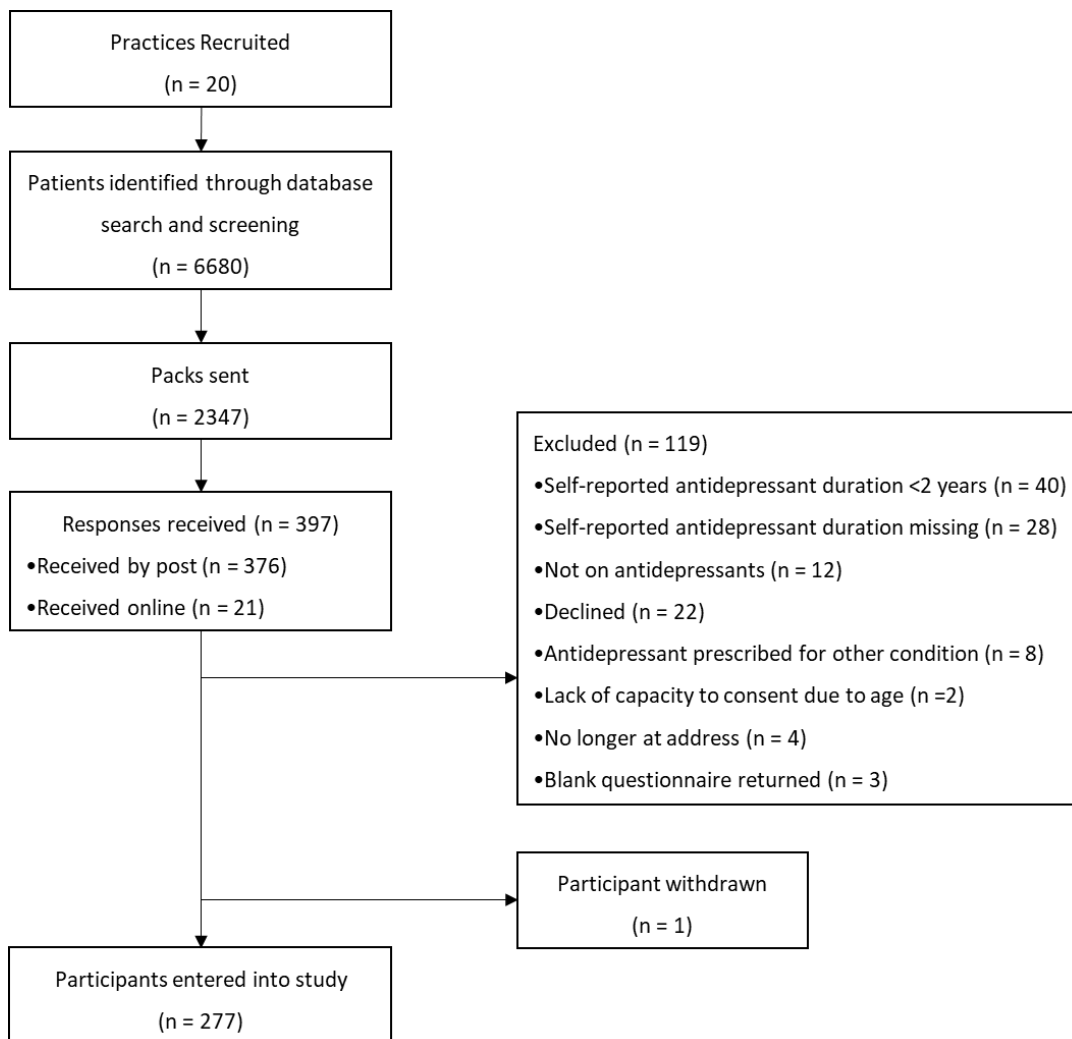 Practices Recruited
(n = 20)
Patients identified through database
search and screening
(n = 6680)
Packs sent
(n = 2347)
Responses received (n = 397)
•Received by post (n = 376)
•Received online (n = 21)
Excluded (n = 119)
•Self-reported antidepressant duration <2 years (n = 40)
•Self-reported antidepressant duration missing (n = 28)
•Not on antidepressants (n = 12)
•Declined (n = 22)
•Antidepressant prescribed for other condition (n = 8)
•Lack of capacity to consent due to age (n =2)
•No longer at address (n = 4)
•Blank questionnaire returned (n = 3)
Participant withdrawn
(n = 1)
Participants entered into study
(n = 277)